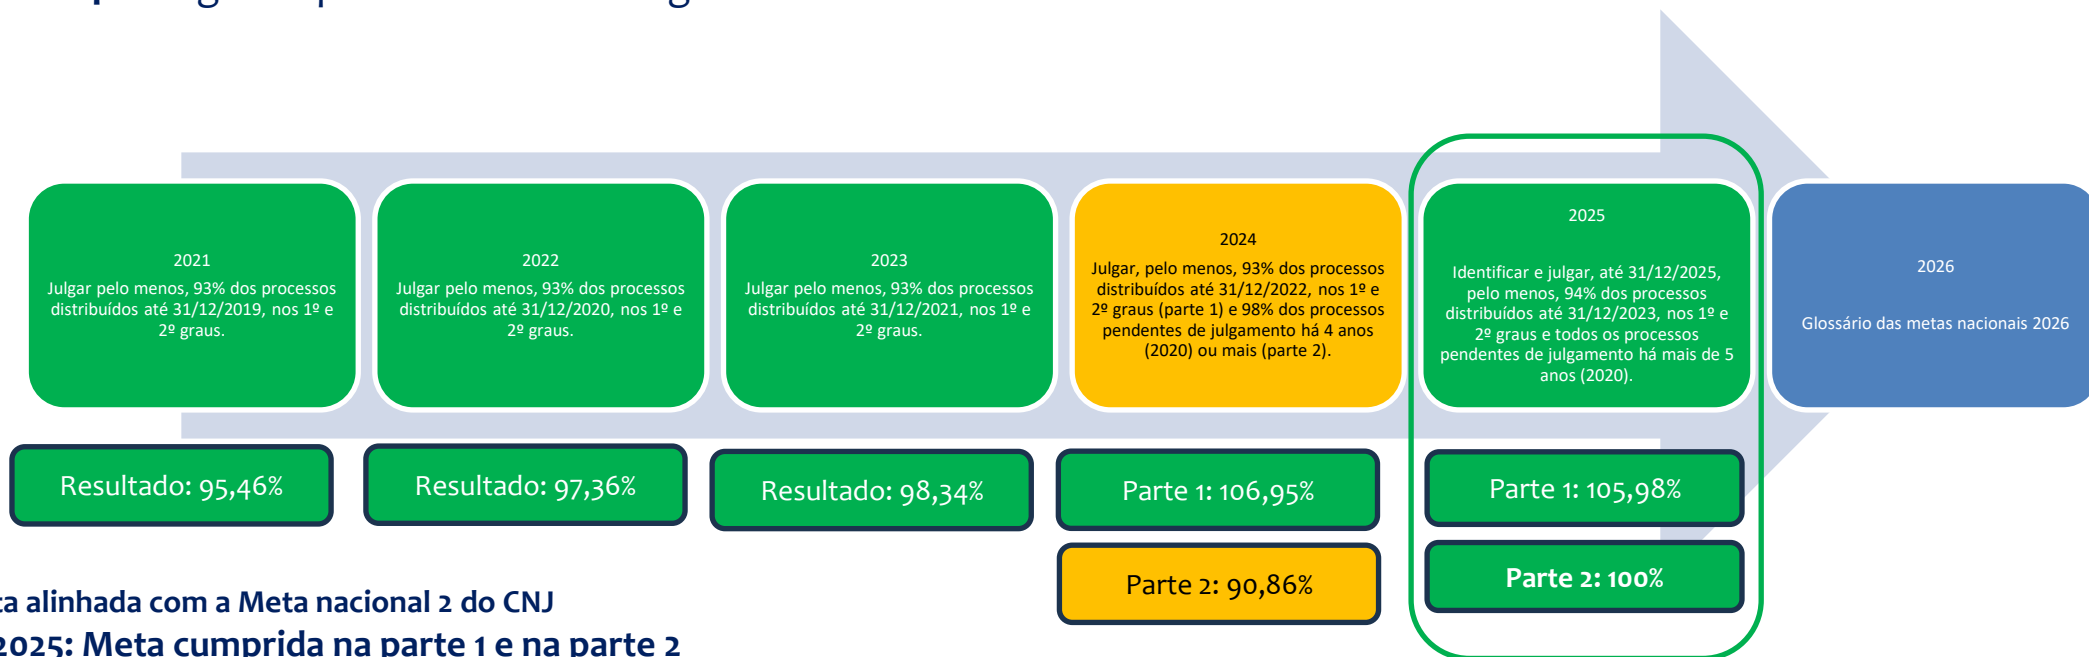 2021
Julgar pelo menos, 93% dos processos
distribuídos até 31/12/2019, nos 1º e
2º graus.
2022
Julgar pelo menos, 93% dos processos
distribuídos até 31/12/2020, nos 1º e
2º graus.
2023
Julgar pelo menos, 93% dos processos
distribuídos até 31/12/2021, nos 1º e
2º graus.
2024
Julgar, pelo menos, 93% dos processos
distribuídos até 31/12/2022, nos 1º e
2º graus (parte 1) e 98% dos processos
pendentes de julgamento há 4 anos
(2020) ou mais (parte 2).
2025
Identificar e julgar, até 31/12/2025,
pelo menos, 94% dos processos
distribuídos até 31/12/2023, nos 1º e
2º graus e todos os processos
pendentes de julgamento há mais de 5
anos (2020).
2026
Glossário das metas nacionais 2026
Resultado: 95,46%
Resultado: 97,36%
Resultado: 98,34%
Parte 1: 106,95%
Parte 1: 105,98%
Parte 2: 90,86%
Parte 2: 100%
alinhada com a Meta nacional 2 do CNJ
2025: Meta cumprida na parte 1 e na parte 2